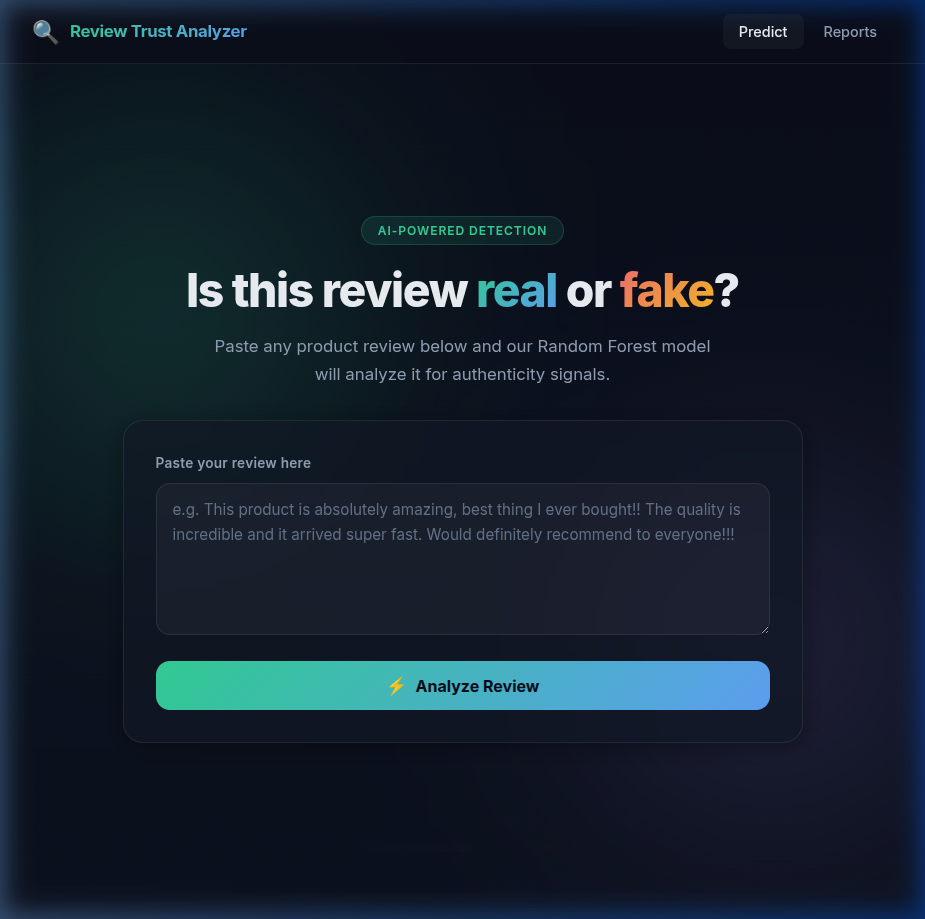 Review Trust Analyzer
Predict
Reports
AI-POWERED DETECTION
Is this review real or fake?
Paste any product review below and our Random Forest model
will analyze it for authenticity signals.
Paste your review here
e.g. This product is absolutely amazing, best thing I ever bought!! The quality is
incredible and it arrived super fast. Would definitely recommend to everyone!!!
⚡ Analyze Review